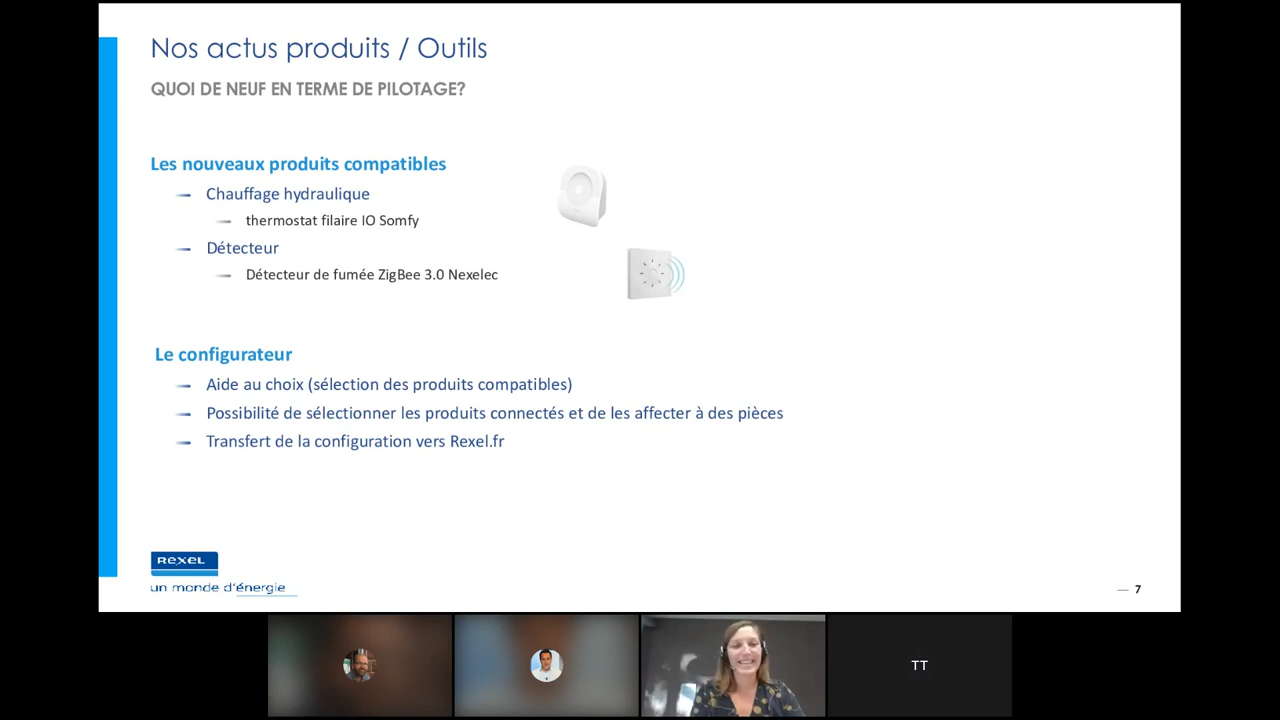 Nos actus produits / Outils
QUOI DE NEUF EN TERME DE PILOTAGE?
Les nouveaux produits compatibles
Chauffage hydraulique
thermostat filaire IO Somfy
Détecteur
Détecteur de fumée ZigBee 3.0 Nexelec
Le configurateur
Aide au choix (sélection des produits compatibles)
Possibilité de sélectionner les produits connectés et de les affecter à des pièces
Transfert de la configuration vers Rexel.fr
REXEL
un monde d'énergie
— 7
TT